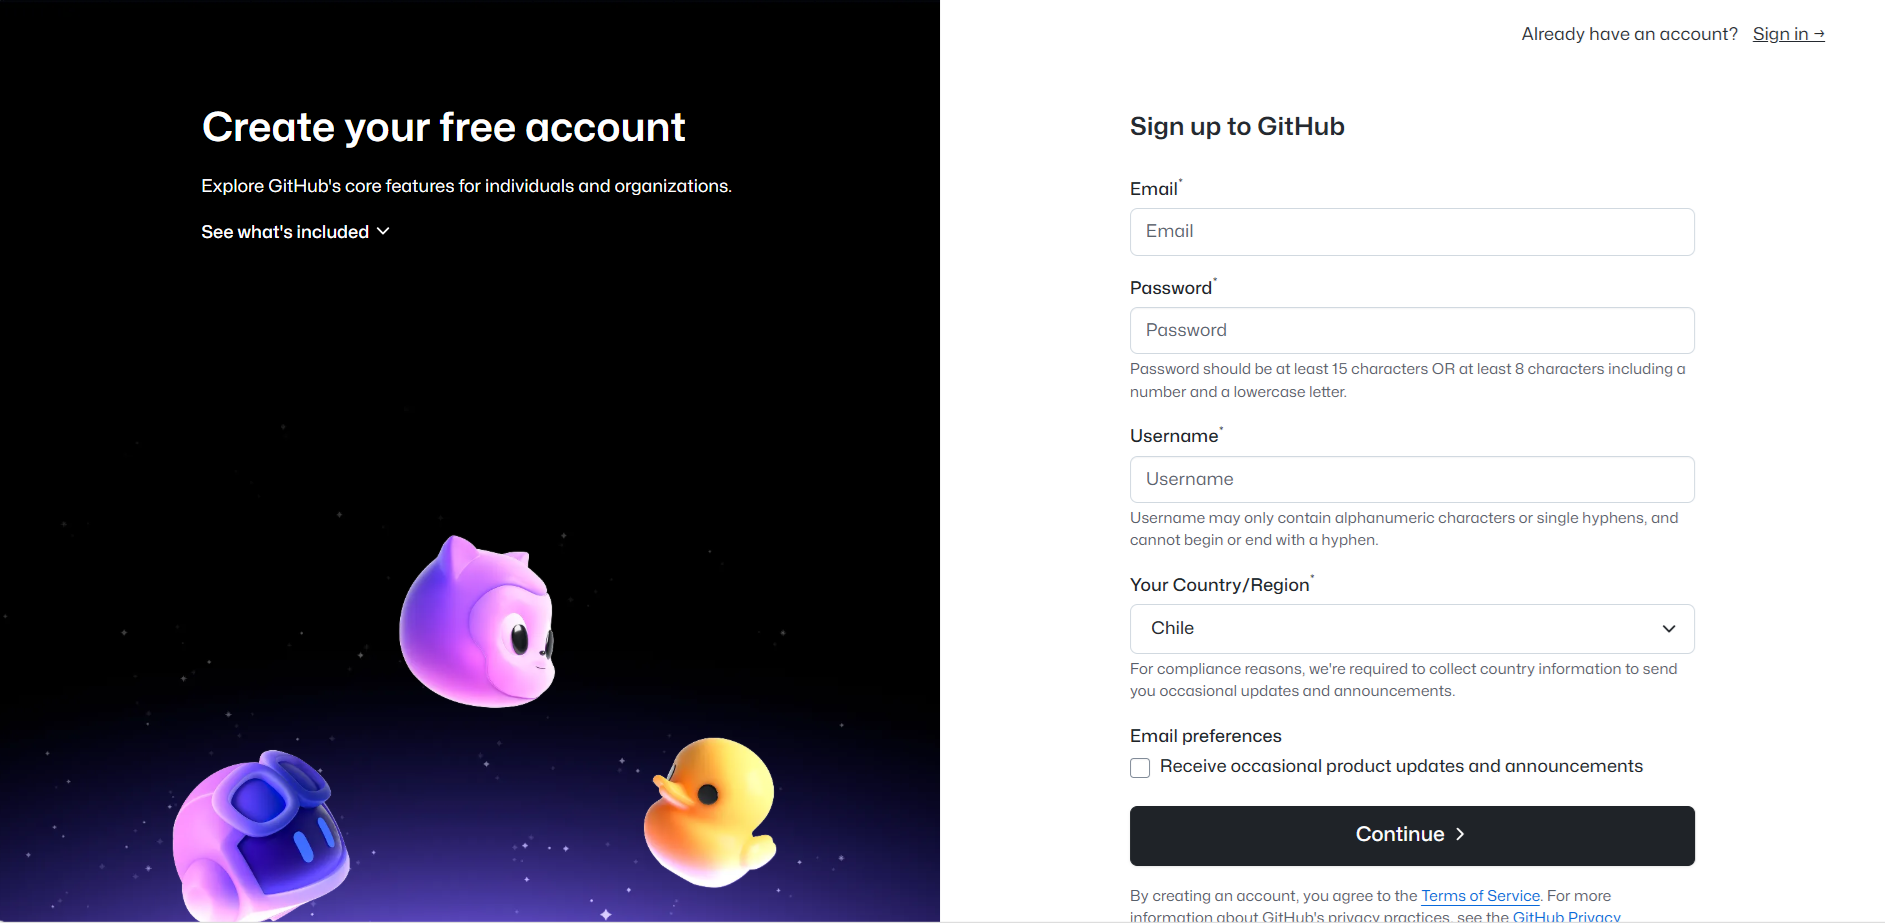 Already have an account? Sign in →
Create your free account
Explore GitHub's core features for individuals and organizations.
See what's included
Sign up to GitHub
Email*
Email
Password*
Password
Password should be at least 15 characters OR at least 8 characters including a
number and a lowercase letter.
Username*
Username
Username may only contain alphanumeric characters or single hyphens, and
cannot begin or end with a hyphen.
Your Country/Region*
Chile
For compliance reasons, we're required to collect country information to send
you occasional updates and announcements.
Email preferences
Receive occasional product updates and announcements
Continue
By creating an account, you agree to the Terms of Service. For more
information about GitHub's privacy practices, see the GitHub Privacy